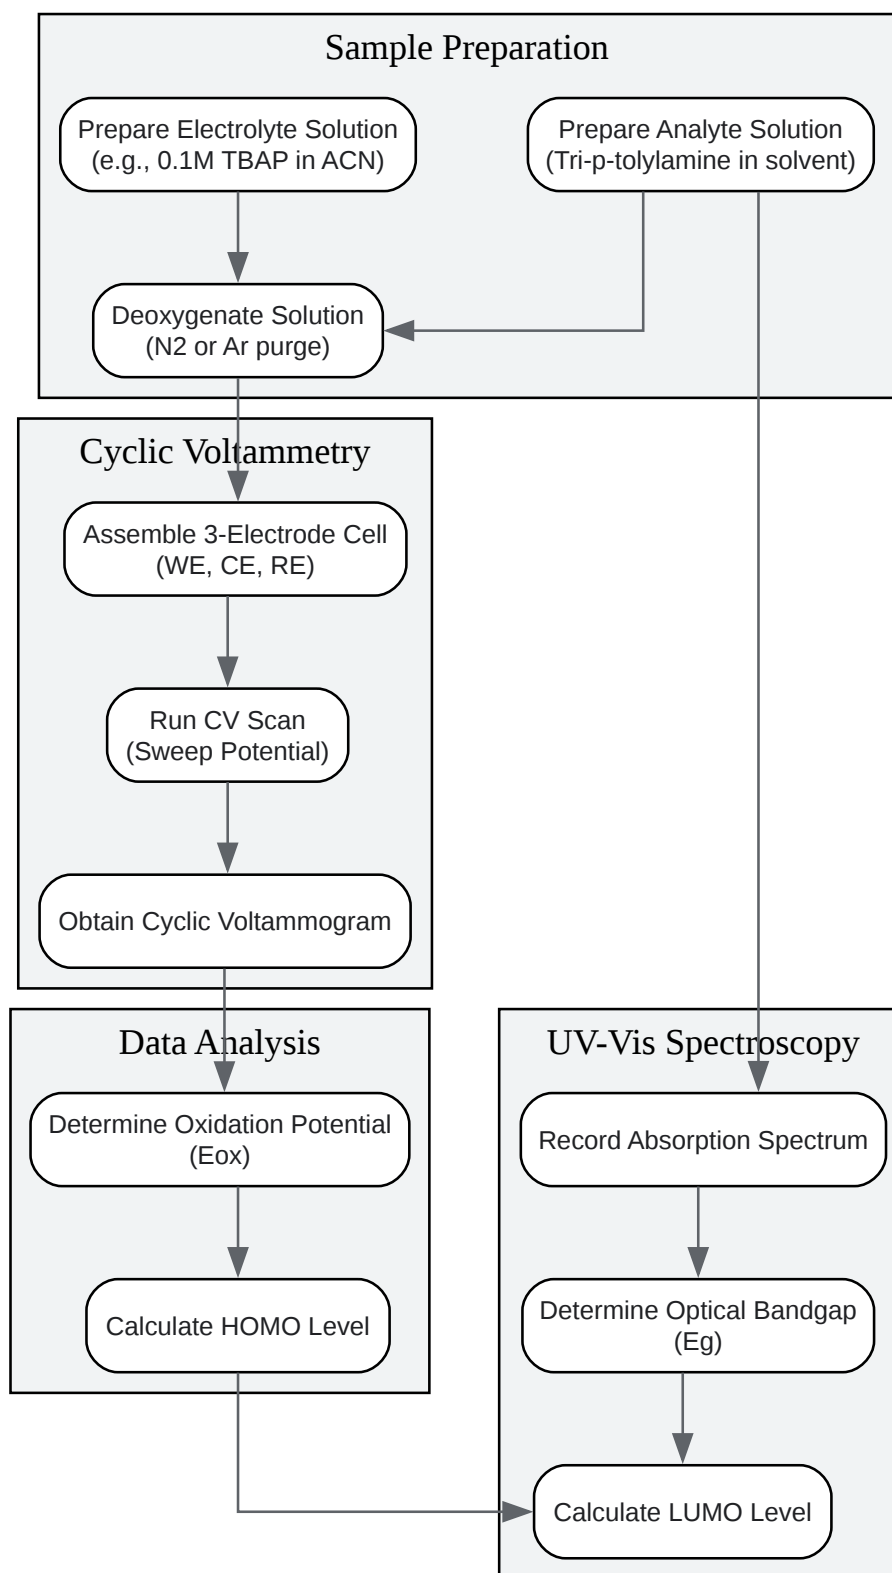 Sample Preparation
Prepare Electrolyte Solution
(e.g., 0.1M TBAP in ACN)
Prepare Analyte Solution
(Tri-p-tolylamine in solvent)
Deoxygenate Solution
(N2 or Ar purge)
Cyclic Voltammetry
Assemble 3-Electrode Cell
(WE, CE, RE)
Run CV Scan
(Sweep Potential)
Obtain Cyclic Voltammogram
Data Analysis
Determine Oxidation Potential
(Eox)
Calculate HOMO Level
UV-Vis Spectroscopy
Record Absorption Spectrum
Determine Optical Bandgap
(Eg)
Calculate LUMO Level